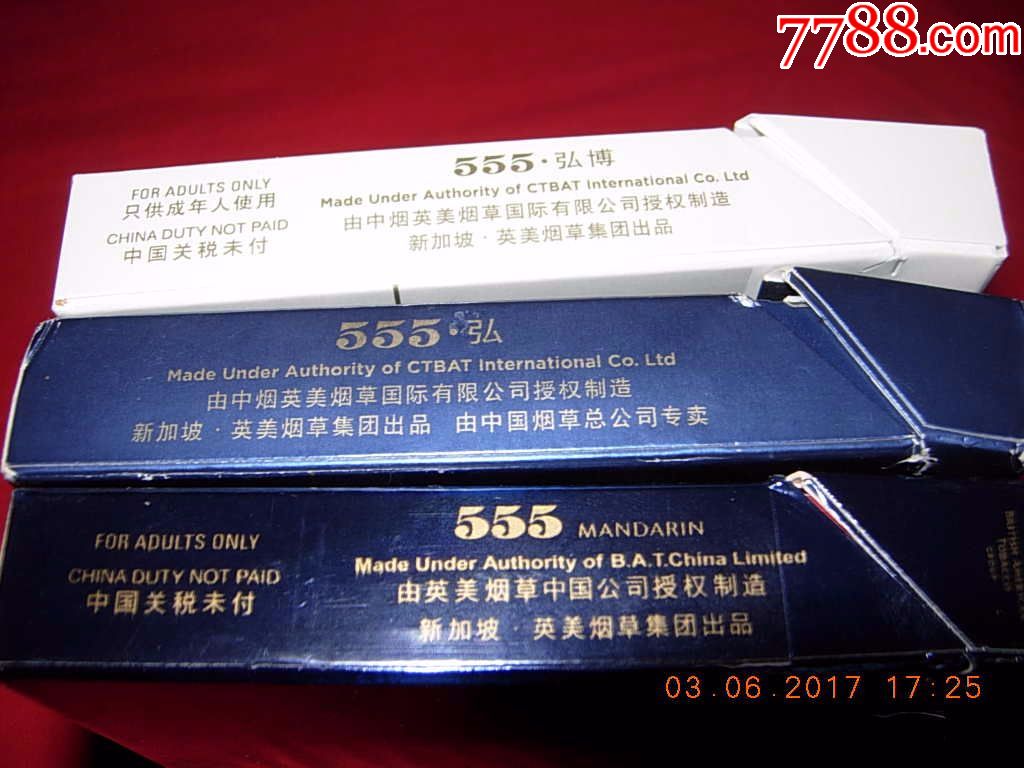 7788.com
555·弘博
Made Under Authority of CTBAT International Co. Ltd
由中烟英美烟草国际有限公司授权制造
新加坡·英美烟草集团出品
FOR ADULTS ONLY
只供成年人使用
CHINA DUTY NOT PAID
中国关税未付
555·弘
Made Under Authority of CTBAT International Co. Ltd
由中烟英美烟草国际有限公司授权制造
新加坡·英美烟草集团出品 由中国烟草总公司专卖
555 MANDARIN
Made Under Authority of B.A.T.China Limited
由英美烟草中国公司授权制造
新加坡·英美烟草集团出品
FOR ADULTS ONLY
CHINA DUTY NOT PAID
中国关税未付
03.06.2017 17:25